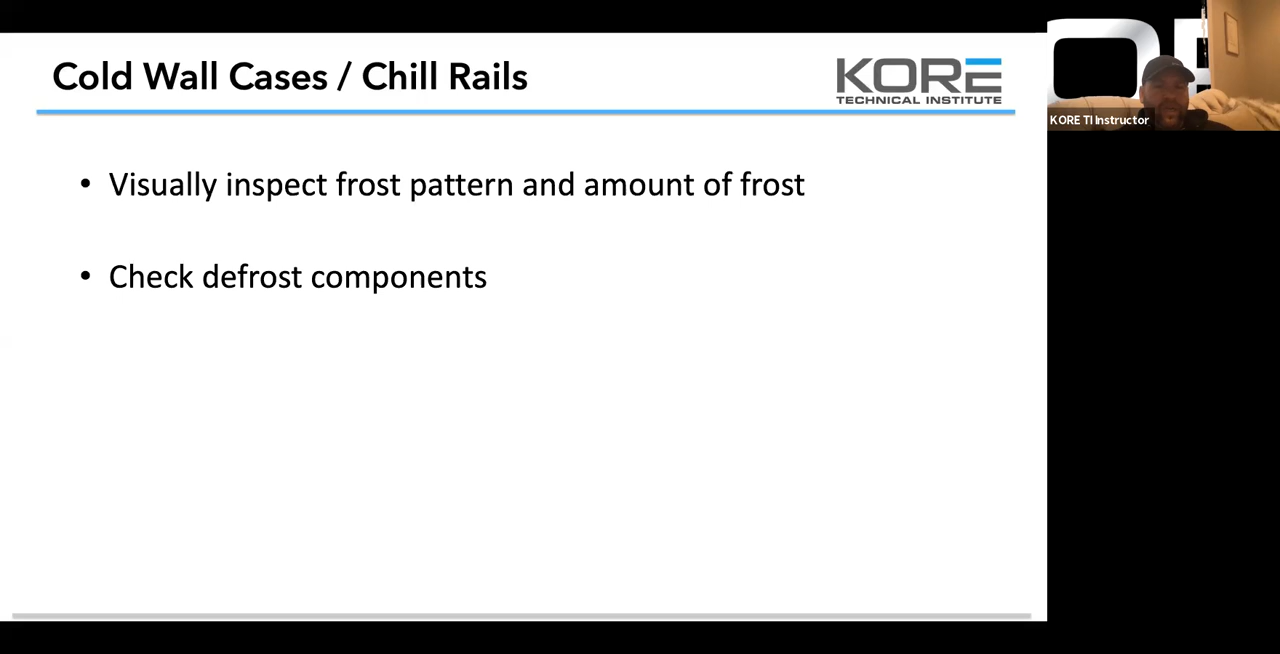 Cold Wall Cases / Chill Rails
KORE
TECHNICAL INSTITUTE
KORE TI Instructor
• Visually inspect frost pattern and amount of frost
• Check defrost components